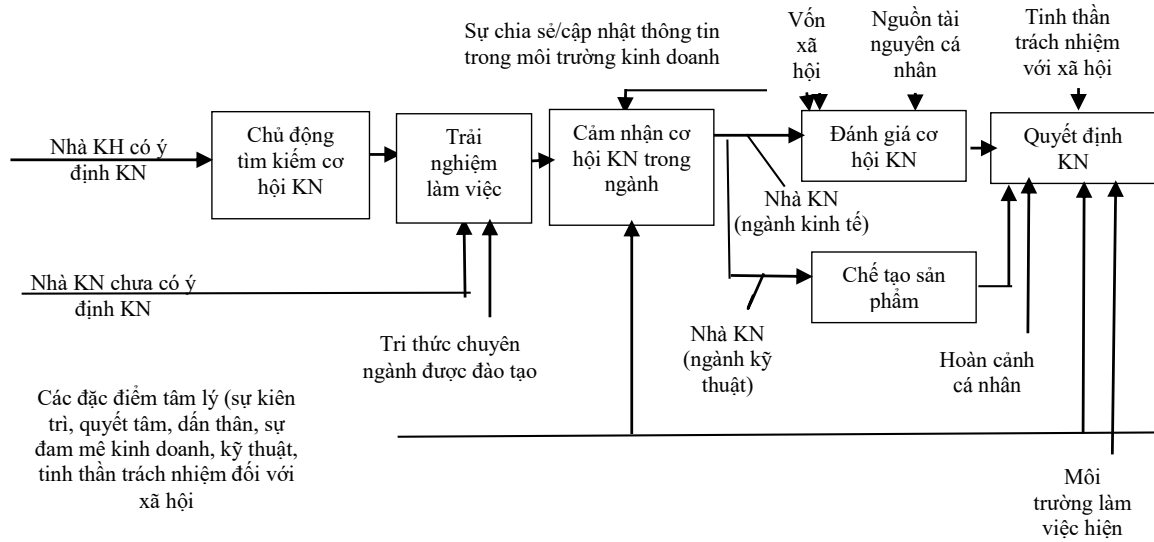 Sự chia sẻ/cập nhật thông tin
trong môi trường kinh doanh
Vốn
xã
hội
Nguồn tài
nguyên cá
nhân
Tinh thần
trách nhiệm
với xã hội
Nhà KH có ý
định KN
Chủ động
tìm kiếm cơ
hội KN
Trải
nghiệm
làm việc
Cảm nhận cơ
hội KN trong
ngành
Đánh giá cơ
hội KN
Quyết định
KN
Nhà KN
(ngành kinh tế)
Nhà KN chưa có ý
định KN
Chế tạo sản
phẩm
Tri thức chuyên
ngành được đào tạo
Nhà KN
(ngành kỹ
thuật)
Hoàn cảnh
cá nhân
Các đặc điểm tâm lý (sự kiên
trì, quyết tâm, dấn thân, sự
đam mê kinh doanh, kỹ thuật,
tinh thần trách nhiệm đối với
xã hội
Môi
trường làm
việc hiện